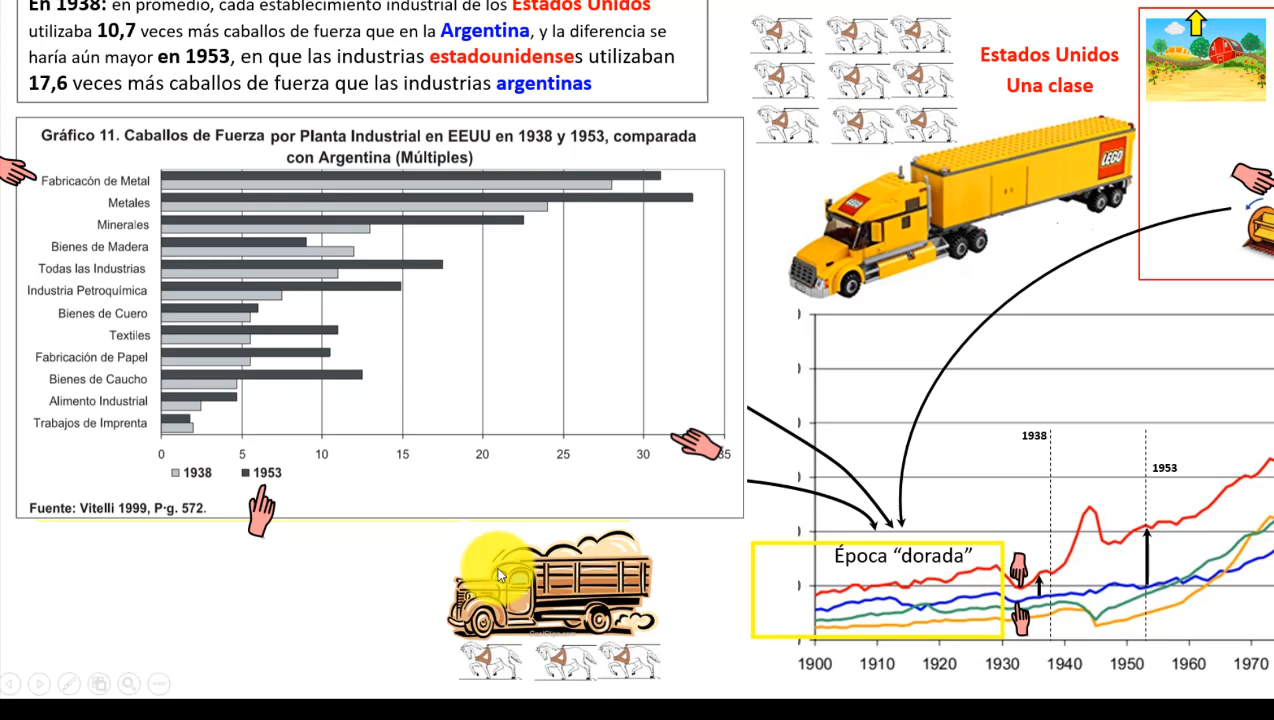 En 1938: en promedio, cada establecimiento industrial de los Estados Unidos
utilizaba 10,7 veces más caballos de fuerza que en la Argentina, y la diferencia se
haría aún mayor en 1953, en que las industrias estadounidenses utilizaban
17,6 veces más caballos de fuerza que las industrias argentinas
Gráfico 11. Caballos de Fuerza por Planta Industrial en EEUU en 1938 y 1953, comparada
con Argentina (Múltiples)
Fabricacón de Metal
Metales
Minerales
Bienes de Madera
Todas las Industrias
Industria Petroquímica
Bienes de Cuero
Textiles
Fabricación de Papel
Bienes de Caucho
Alimento Industrial
Trabajos de Imprenta
0 5 10 15 20 25 30 35
1938 1953
Fuente: Vitelli 1999, P·g. 572.
Estados Unidos
Una clase
LEGO
LEGO
1938
1953
Época “dorada”
1900 1910 1920 1930 1940 1950 1960 1970